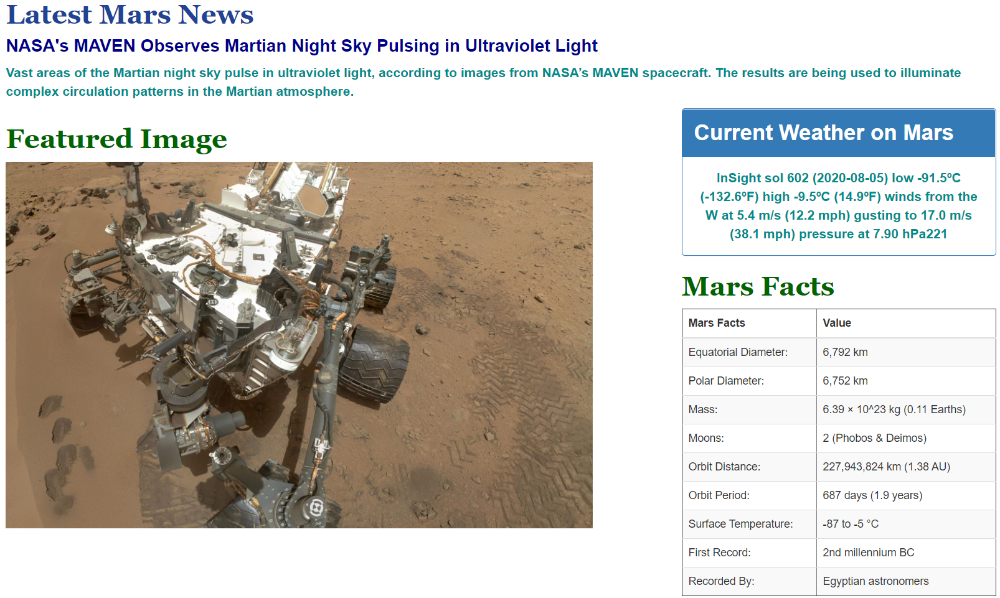 Latest Mars News
NASA's MAVEN Observes Martian Night Sky Pulsing in Ultraviolet Light
Vast areas of the Martian night sky pulse in ultraviolet light, according to images from NASA’s MAVEN spacecraft. The results are being used to illuminate
complex circulation patterns in the Martian atmosphere.
Featured Image
Current Weather on Mars
InSight sol 602 (2020-08-05) low -91.5ºC
(-132.6ºF) high -9.5ºC (14.9ºF) winds from the
W at 5.4 m/s (12.2 mph) gusting to 17.0 m/s
(38.1 mph) pressure at 7.90 hPa221
Mars Facts
Mars Facts Value
Equatorial Diameter: 6,792 km
Polar Diameter: 6,752 km
Mass: 6.39 × 10^23 kg (0.11 Earths)
Moons: 2 (Phobos & Deimos)
Orbit Distance: 227,943,824 km (1.38 AU)
Orbit Period: 687 days (1.9 years)
Surface Temperature: -87 to -5 °C
First Record: 2nd millennium BC
Recorded By: Egyptian astronomers